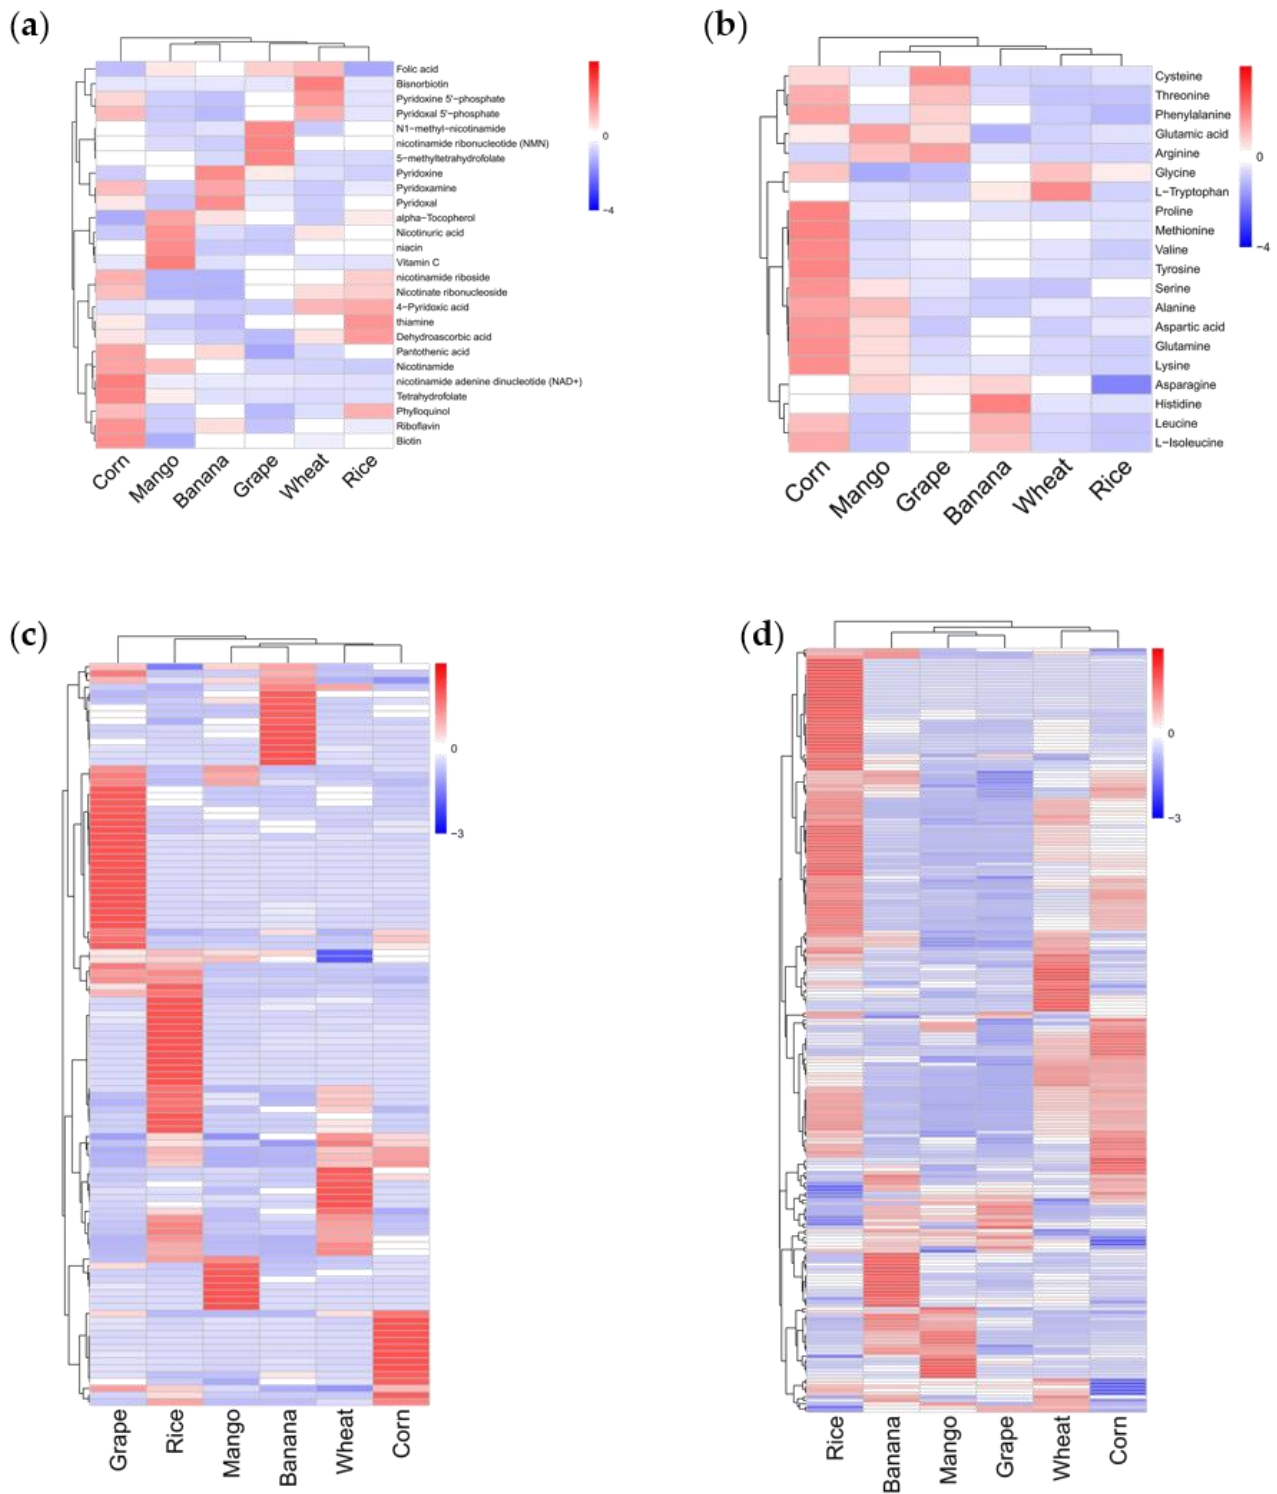 (a)
Folic acid
Bisnorbiotin
Pyridoxine 5'−phosphate
Pyridoxal 5'−phosphate
N1−methyl−nicotinamide
nicotinamide ribonucleotide (NMN)
5−methyltetrahydrofolate
Pyridoxine
Pyridoxamine
Pyridoxal
alpha−Tocopherol
Nicotinuric acid
niacin
Vitamin C
nicotinamide riboside
Nicotinate ribonucleoside
4−Pyridoxic acid
thiamine
Dehydroascorbic acid
Pantothenic acid
Nicotinamide
nicotinamide adenine dinucleotide (NAD+)
Tetrahydrofolate
Phylloquinol
Riboflavin
Biotin
0
−4
Corn
Mango
Banana
Grape
Wheat
Rice
(b)
Cysteine
Threonine
Phenylalanine
Glutamic acid
Arginine
Glycine
L−Tryptophan
Proline
Methionine
Valine
Tyrosine
Serine
Alanine
Aspartic acid
Glutamine
Lysine
Asparagine
Histidine
Leucine
L−Isoleucine
0
−4
Corn
Mango
Grape
Banana
Wheat
Rice
(c)
0
−3
Grape
Rice
Mango
Banana
Wheat
Corn
(d)
0
−3
Rice
Banana
Mango
Grape
Wheat
Corn